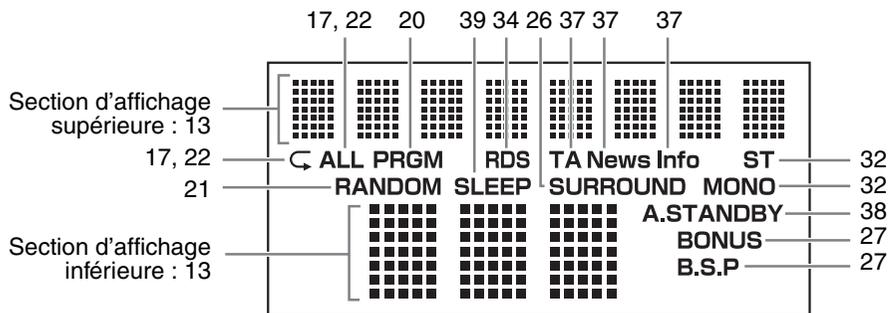 17, 22 20 39 34 26 37 37 37
Section d'affichage
supérieure : 13
17, 22 ALL PRGM RDS TA News Info ST 32
21 RANDOM SLEEP SURROUND MONO 32
A.STANDBY 38
Section d'affichage
inférieure : 13
BONUS 27
B.S.P 27